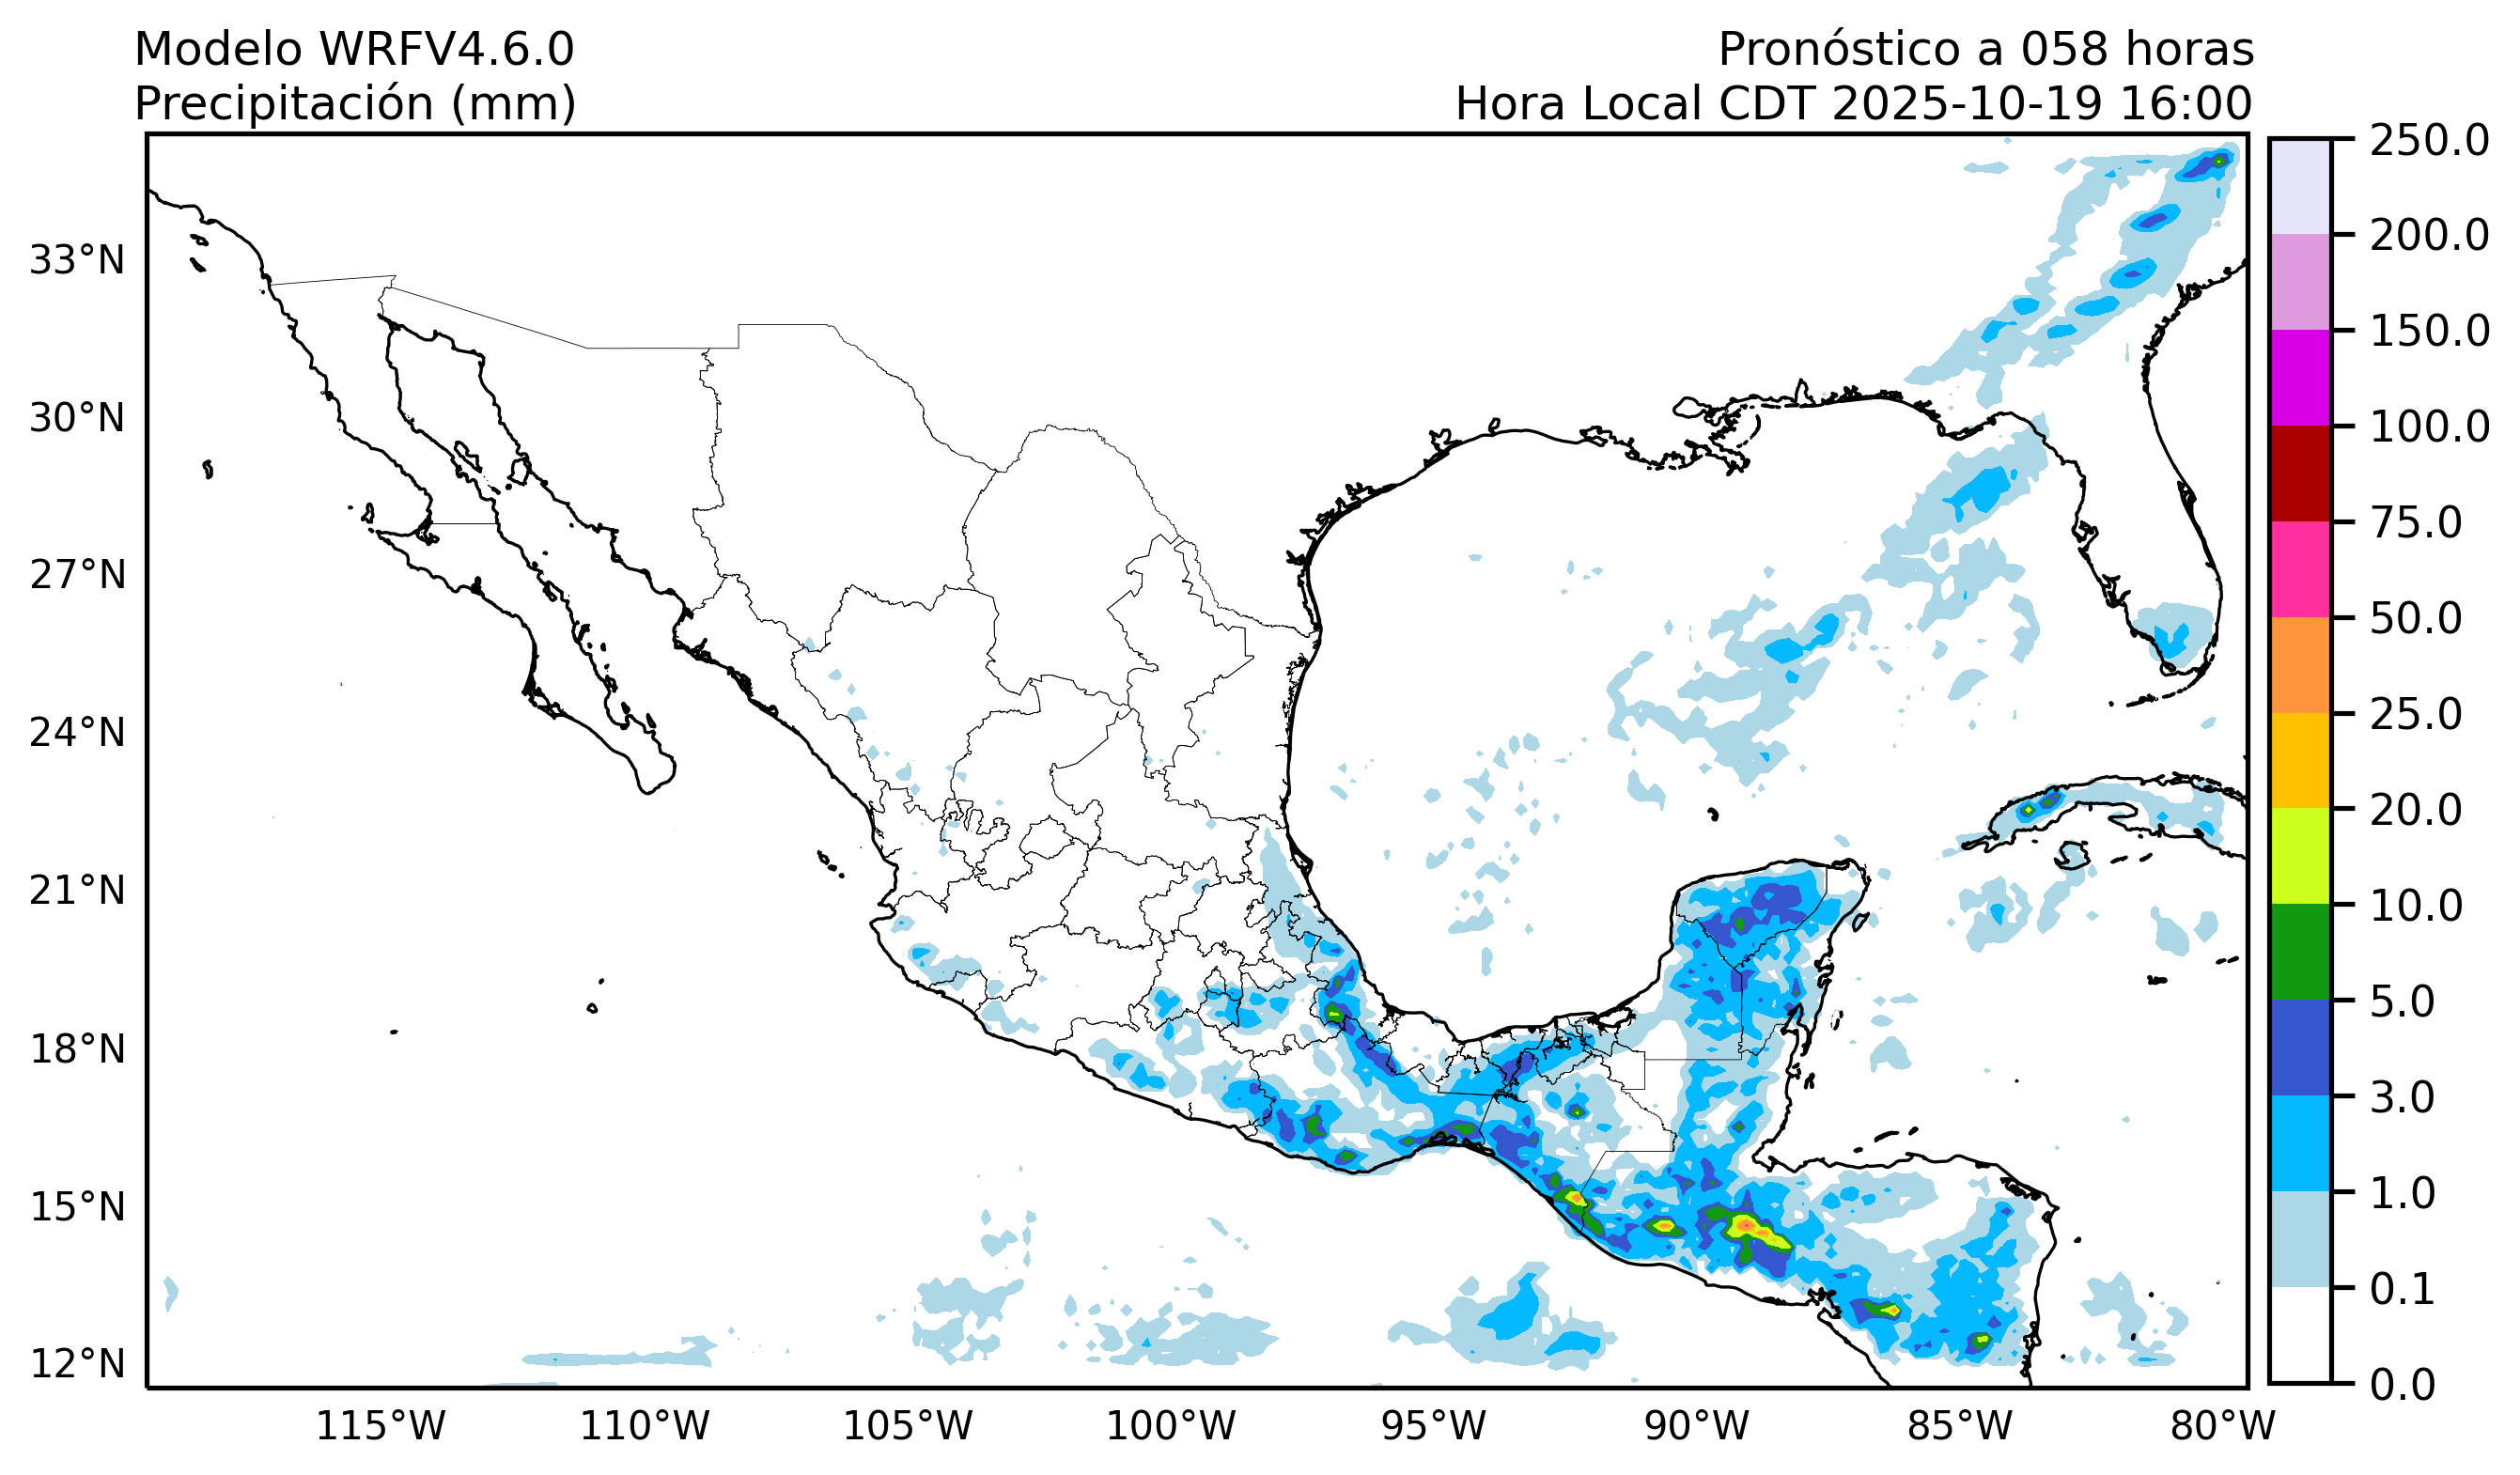 Modelo WRFV4.6.0
Precipitación (mm)
Pronóstico a 058 horas
Hora Local CDT 2025-10-19 16:00
33°N
30°N
27°N
24°N
21°N
18°N
15°N
12°N
115°W
110°W
105°W
100°W
95°W
90°W
85°W
80°W
250.0
200.0
150.0
100.0
75.0
50.0
25.0
20.0
10.0
5.0
3.0
1.0
0.1
0.0